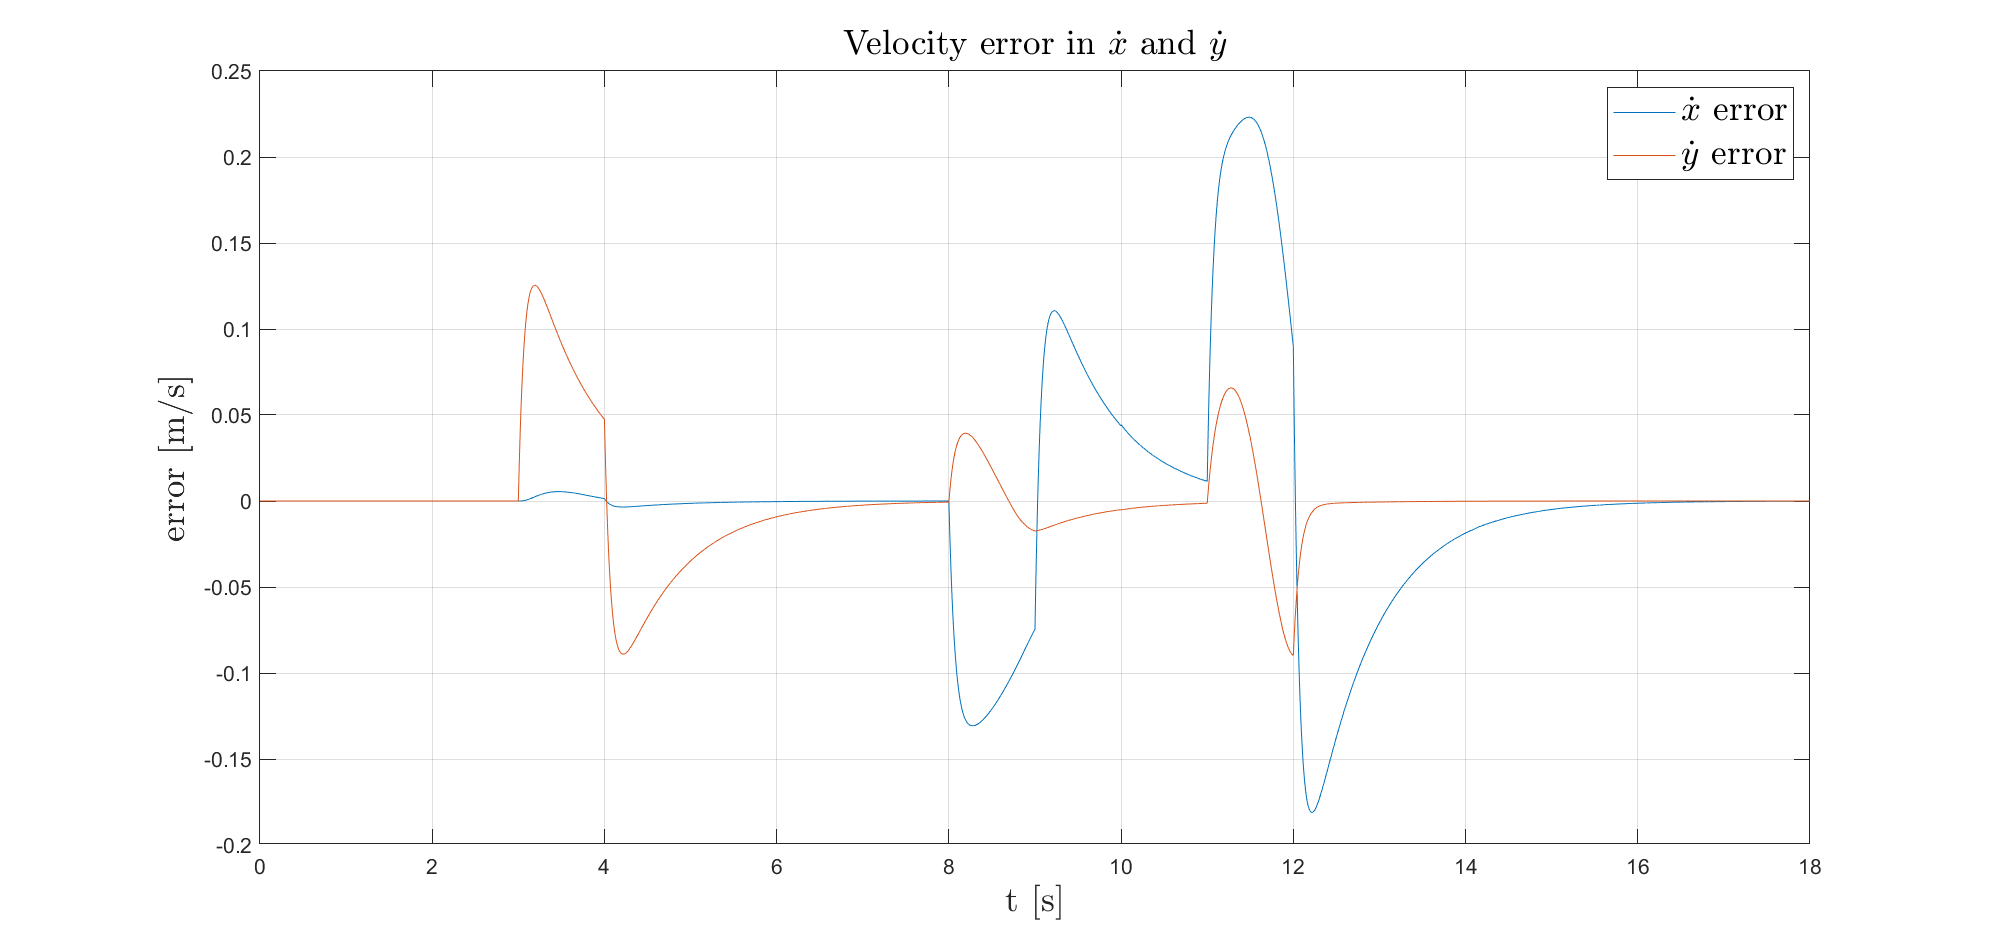 Velocity error in ẋ and ẏ
0.25
0.2
0.15
0.1
0.05
0
-0.05
-0.1
-0.15
-0.2
error [m/s]
ẋ error
ẏ error
0 2 4 6 8 10 12 14 16 18
t [s]